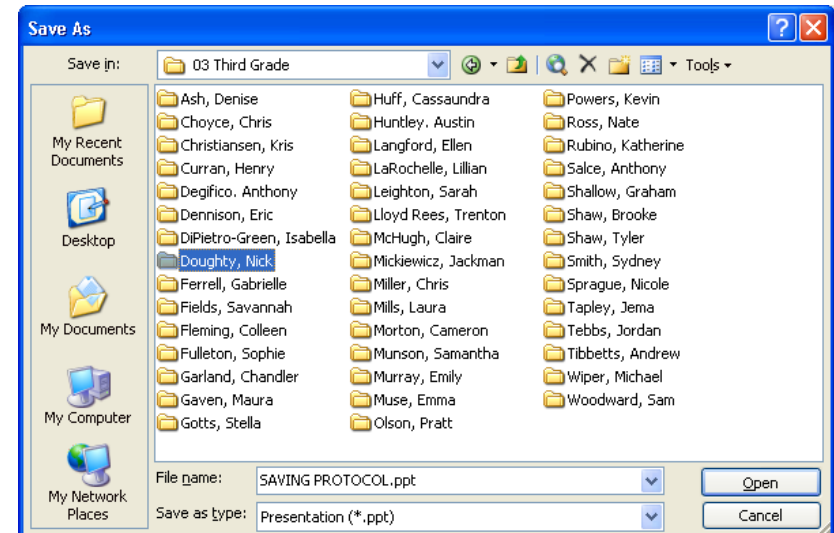 Save As
Save in:
03 Third Grade
Tools
My Recent
Documents
Desktop
My Documents
My Computer
My Network
Places
Ash, Denise
Choyce, Chris
Christiansen, Kris
Curran, Henry
Degifico. Anthony
Dennison, Eric
DiPietro-Green, Isabella
Doughty, Nick
Ferrell, Gabrielle
Fields, Savannah
Fleming, Colleen
Fulleton, Sophie
Garland, Chandler
Gaven, Maura
Gotts, Stella
Huff, Cassaundra
Huntley. Austin
Langford, Ellen
LaRochelle, Lillian
Leighton, Sarah
Lloyd Rees, Trenton
McHugh, Claire
Mickiewicz, Jackman
Miller, Chris
Mills, Laura
Morton, Cameron
Munson, Samantha
Murray, Emily
Muse, Emma
Olson, Pratt
Powers, Kevin
Ross, Nate
Rubino, Katherine
Salce, Anthony
Shallow, Graham
Shaw, Brooke
Shaw, Tyler
Smith, Sydney
Sprague, Nicole
Tapley, Jema
Tebbs, Jordan
Tibbetts, Andrew
Wiper, Michael
Woodward, Sam
File name:
SAVING PROTOCOL.ppt
Open
Save as type:
Presentation (*.ppt)
Cancel